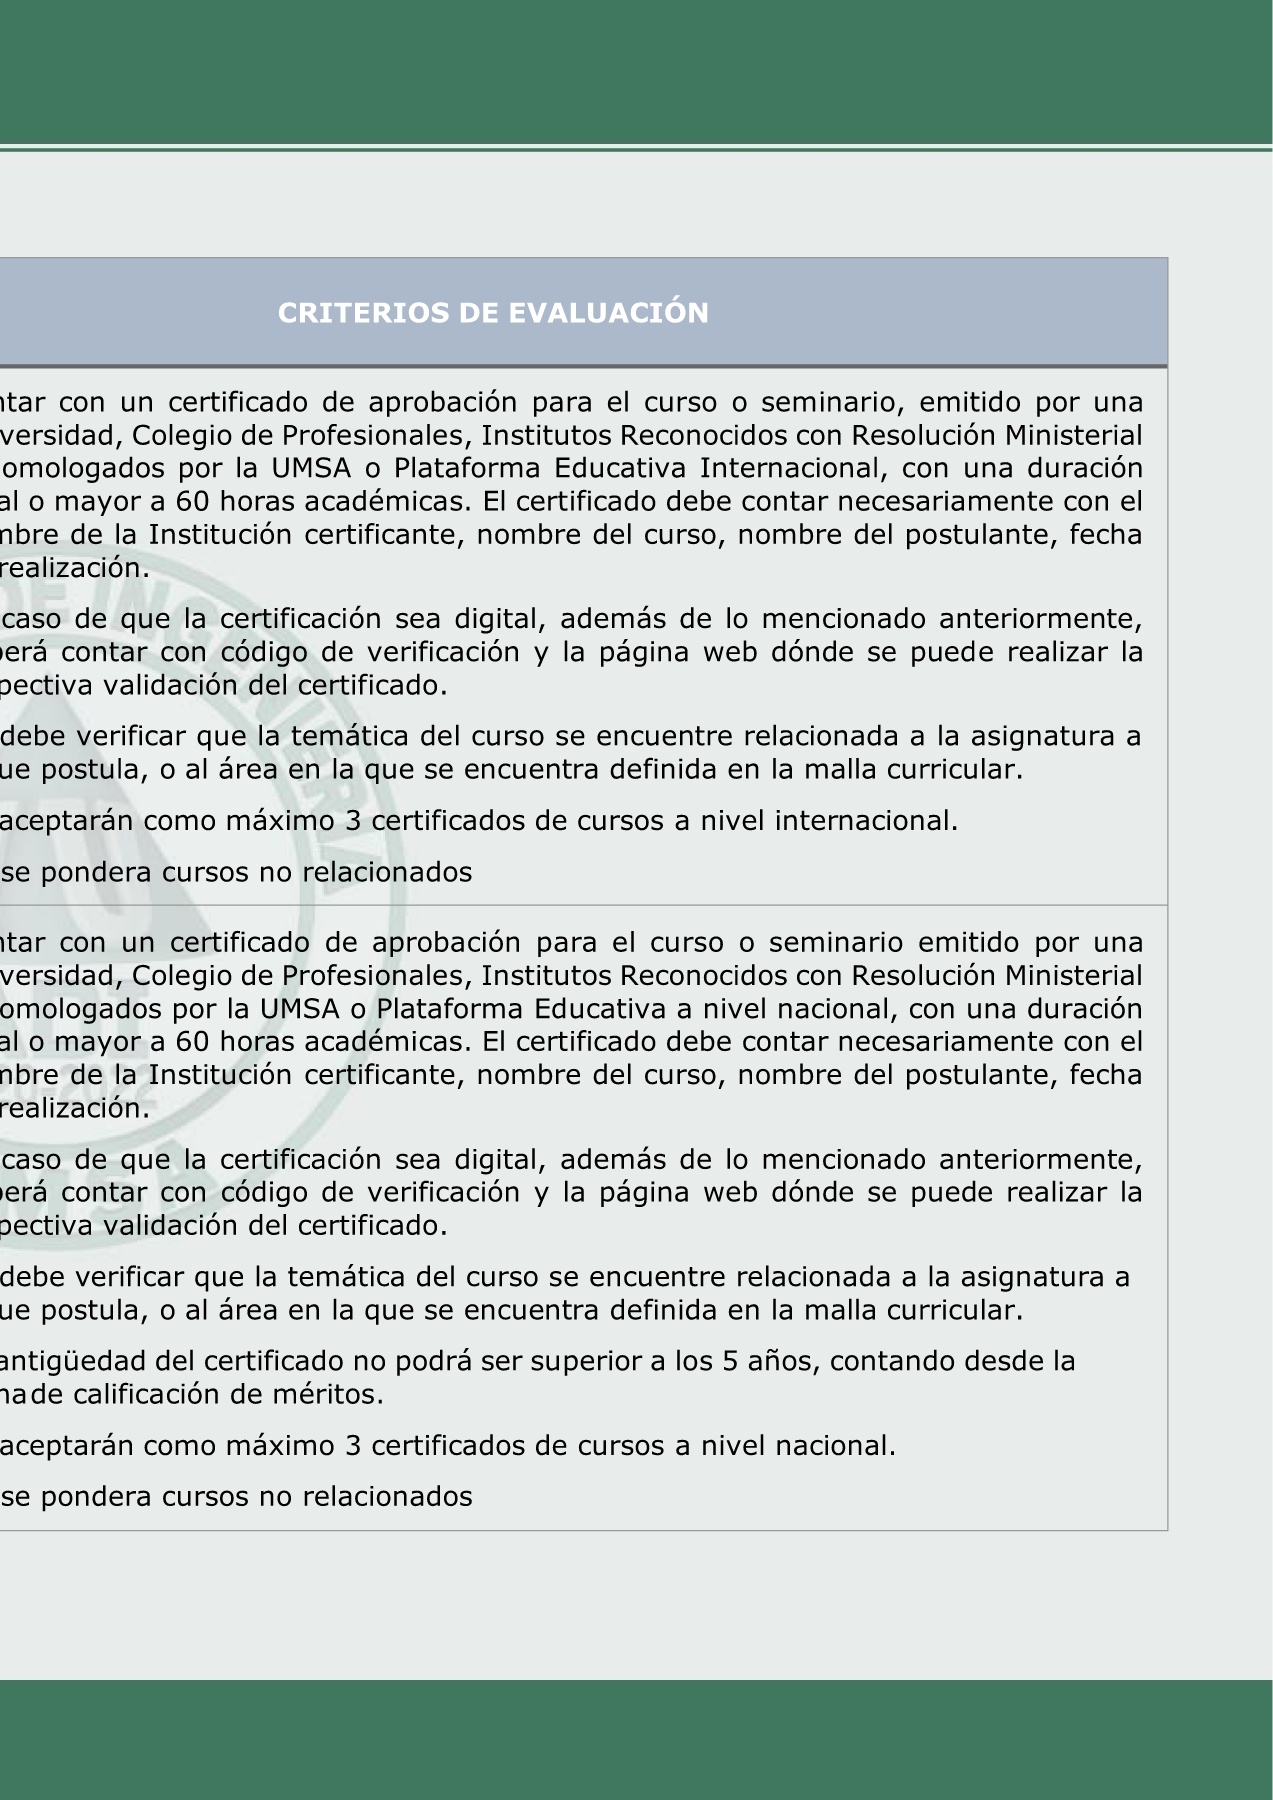 CRITERIOS DE EVALUACIÓN
ntar con un certificado de aprobación para el curso o seminario, emitido por una
versidad, Colegio de Profesionales, Institutos Reconocidos con Resolución Ministerial
omologados por la UMSA o Plataforma Educativa Internacional, con una duración
al o mayor a 60 horas académicas. El certificado debe contar necesariamente con el
mbre de la Institución certificante, nombre del curso, nombre del postulante, fecha
realización.
caso de que la certificación sea digital, además de lo mencionado anteriormente,
berá contar con código de verificación y la página web dónde se puede realizar la
pectiva validación del certificado.
debe verificar que la temática del curso se encuentre relacionada a la asignatura a
ue postula, o al área en la que se encuentra definida en la malla curricular.
aceptarán como máximo 3 certificados de cursos a nivel internacional.
se pondera cursos no relacionados
ntar con un certificado de aprobación para el curso o seminario emitido por una
versidad, Colegio de Profesionales, Institutos Reconocidos con Resolución Ministerial
omologados por la UMSA o Plataforma Educativa a nivel nacional, con una duración
al o mayor a 60 horas académicas. El certificado debe contar necesariamente con el
mbre de la Institución certificante, nombre del curso, nombre del postulante, fecha
realización.
caso de que la certificación sea digital, además de lo mencionado anteriormente,
berá contar con código de verificación y la página web dónde se puede realizar la
pectiva validación del certificado.
debe verificar que la temática del curso se encuentre relacionada a la asignatura a
ue postula, o al área en la que se encuentra definida en la malla curricular.
antigüedad del certificado no podrá ser superior a los 5 años, contando desde la
hade calificación de méritos.
aceptarán como máximo 3 certificados de cursos a nivel nacional.
se pondera cursos no relacionados
DE INGENIERIA
20-2022
MSA